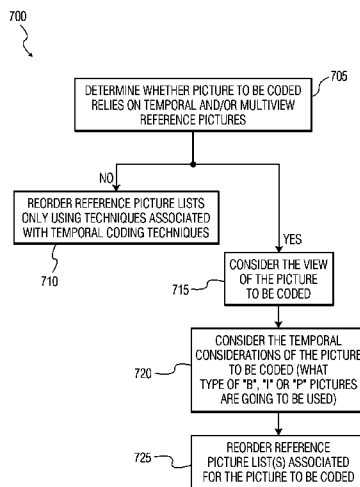 700
705
DETERMINE WHETHER PICTURE TO BE CODED
RELIES ON TEMPORAL AND/OR MULTIVIEW
REFERENCE PICTURES
NO
YES
REORDER REFERENCE PICTURE LISTS
ONLY USING TECHNIQUES ASSOCIATED
WITH TEMPORAL CODING TECHNIQUES
710
715
CONSIDER THE VIEW
OF THE PICTURE
TO BE CODED
720
CONSIDER THE TEMPORAL
CONSIDERATIONS OF THE PICTURE
TO BE CODED (WHAT
TYPE OF "B", "I" OR "P" PICTURES
ARE GOING TO BE USED)
725
REORDER REFERENCE
PICTURE LIST(S) ASSOCIATED
FOR THE PICTURE TO BE CODED